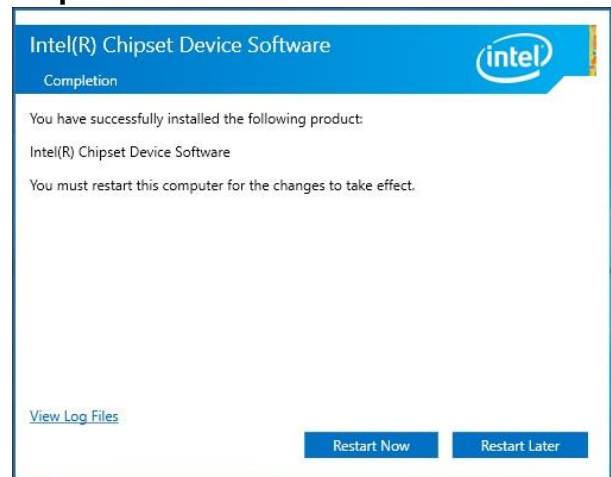 Intel(R) Chipset Device Software
intel
Completion
You have successfully installed the following product:
Intel(R) Chipset Device Software
You must restart this computer for the changes to take effect.
View Log Files
Restart Now
Restart Later